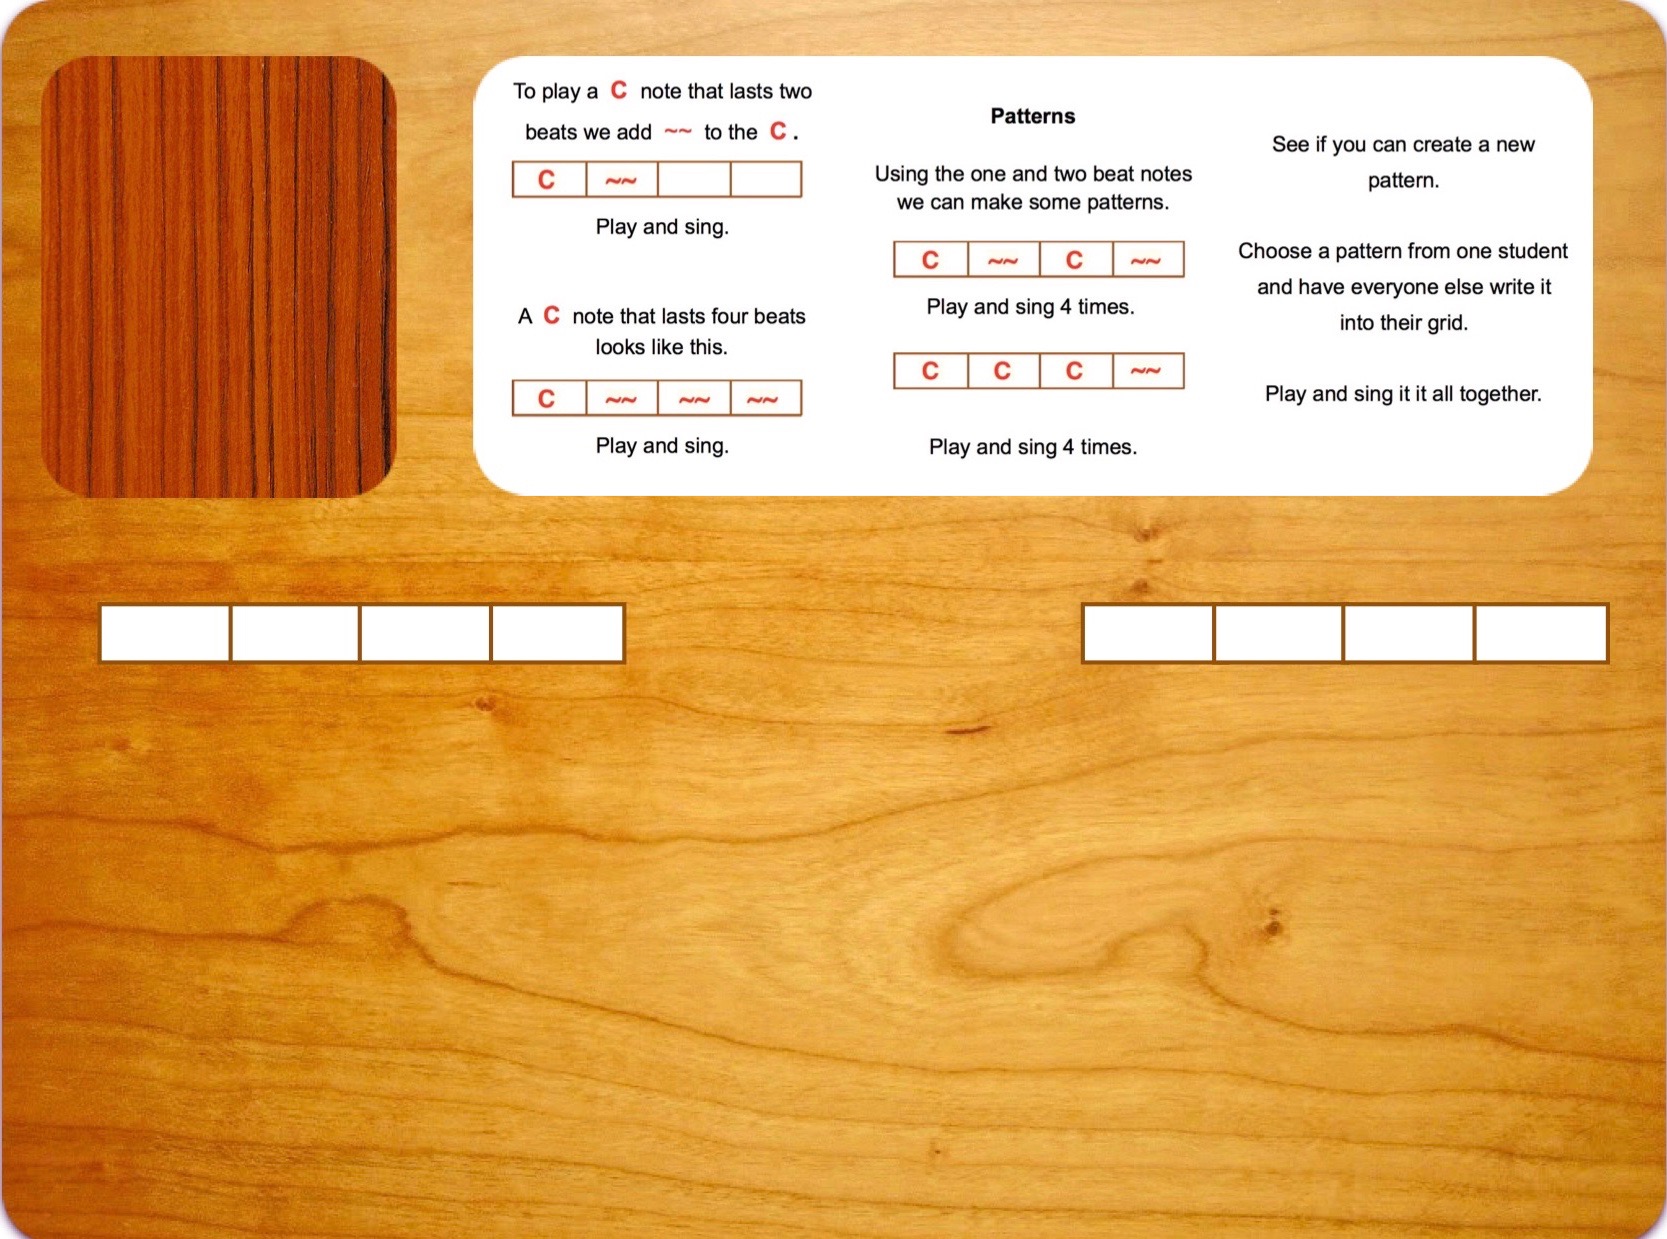 To play a C note that lasts two
beats we add ~~ to the C .
C ~~
Play and sing.
A C note that lasts four beats
looks like this.
C ~~ ~~ ~~
Play and sing.
Patterns
Using the one and two beat notes
we can make some patterns.
C ~~ C ~~
Play and sing 4 times.
C C C ~~
Play and sing 4 times.
See if you can create a new
pattern.
Choose a pattern from one student
and have everyone else write it
into their grid.
Play and sing it it all together.